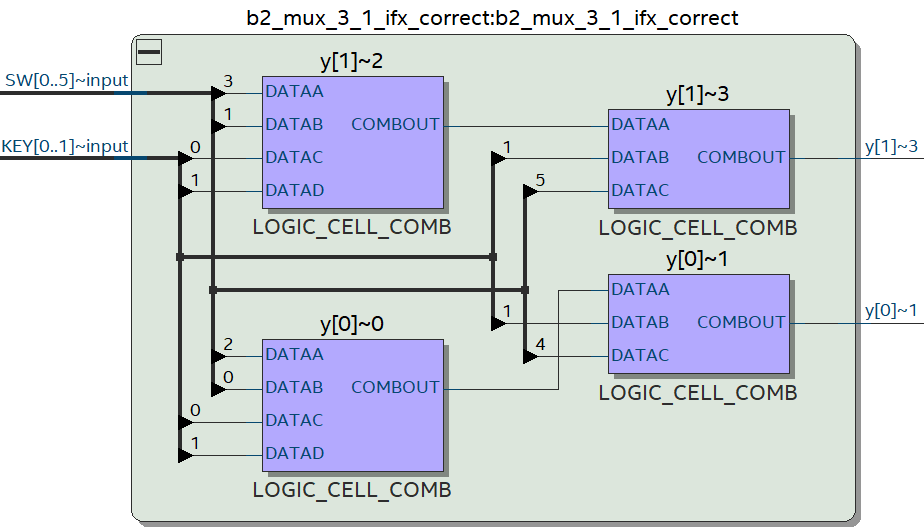 b2_mux_3_1_ifx_correct:b2_mux_3_1_ifx_correct
SW[0..5]~input
KEY[0..1]~input
y[1]~2
3 DATAA
1 DATAB COMBOUT
0 DATAC
1 DATAD
LOGIC_CELL_COMB
y[1]~3
DATAA
1 DATAB COMBOUT
5 DATAC
LOGIC_CELL_COMB
y[1]~3
y[0]~0
2 DATAA
0 DATAB COMBOUT
0 DATAC
1 DATAD
LOGIC_CELL_COMB
y[0]~1
DATAA
1 DATAB COMBOUT
4 DATAC
LOGIC_CELL_COMB
y[0]~1